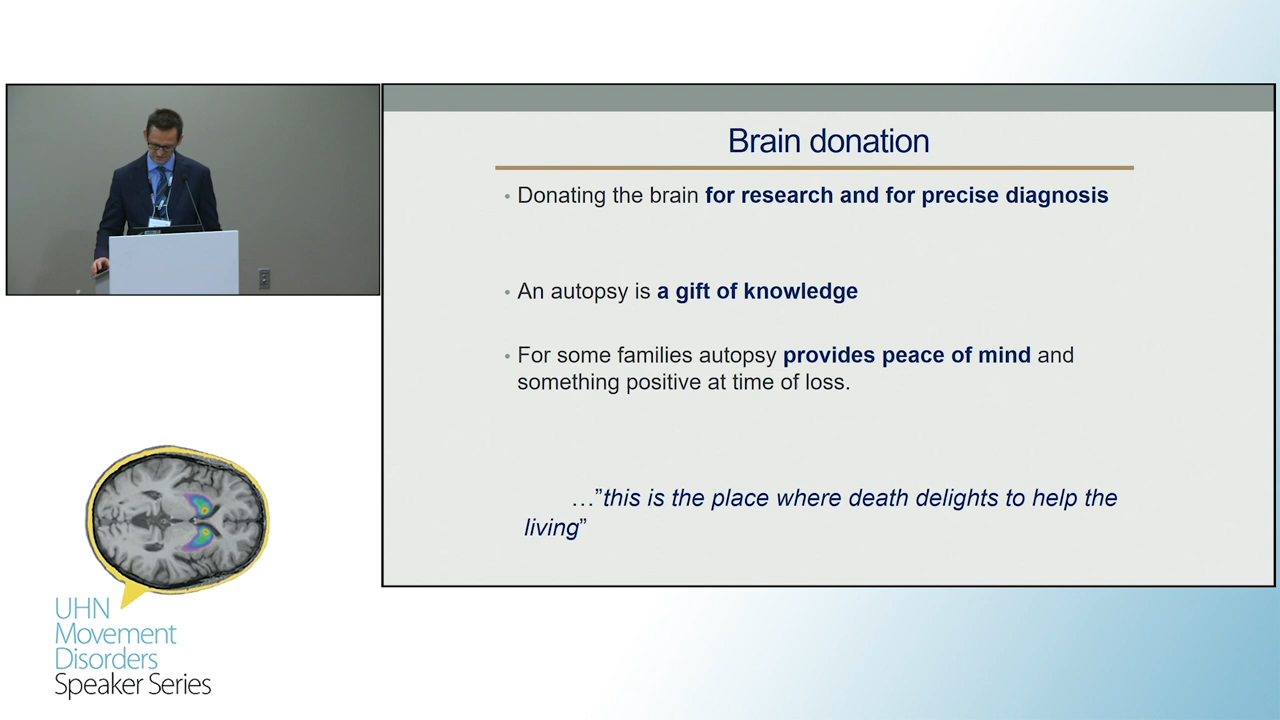 Brain donation
• Donating the brain for research and for precise diagnosis
• An autopsy is a gift of knowledge
• For some families autopsy provides peace of mind and
something positive at time of loss.
…”this is the place where death delights to help the
living”
UHN
Movement
Disorders
Speaker Series